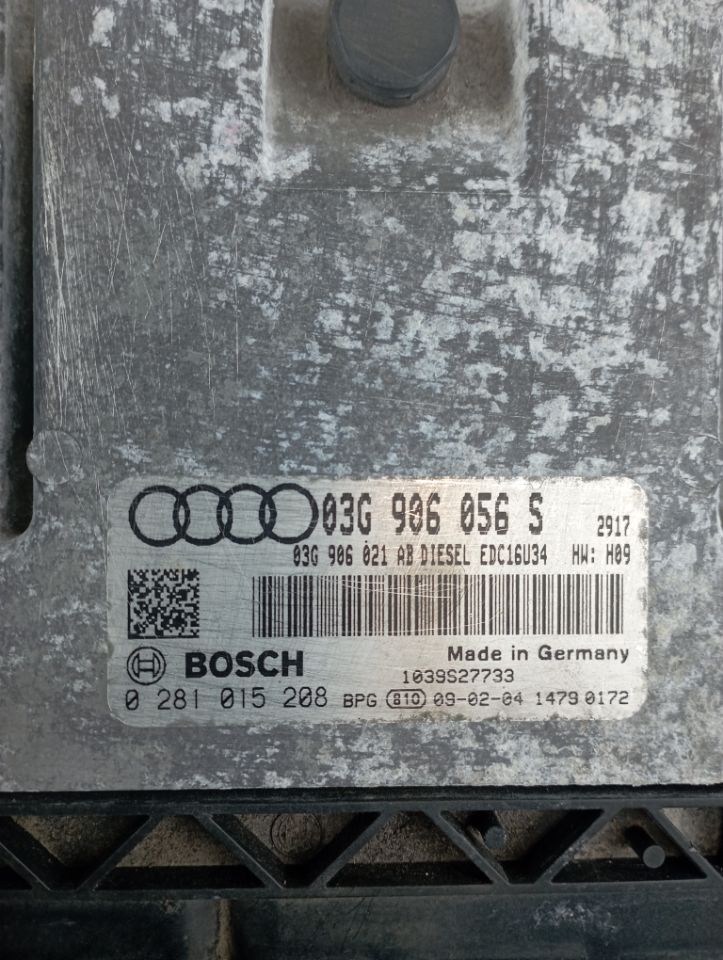 03G 906 056 S 2917
03G 906 021 AB DIESEL EDC16U34 HW: H09
BOSCH Made in Germany
1039S27733
0 281 015 208 BPG 810 09-02-04 1479 0172